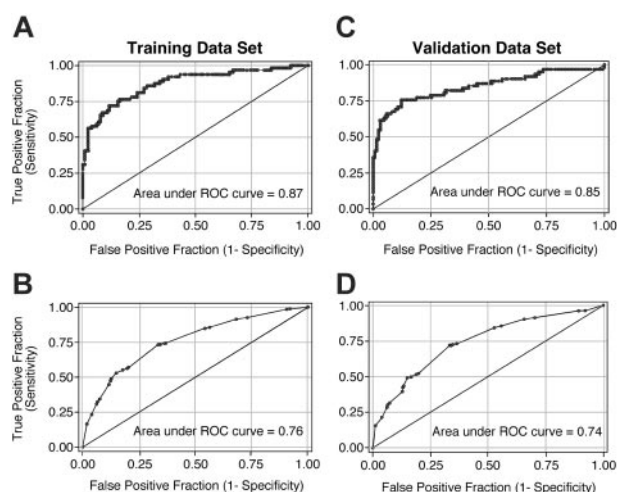 A
Training Data Set
True Positive Fraction
(Sensitivity)
1.00
0.75
0.50
0.25
0.00
Area under ROC curve = 0.87
0.00 0.25 0.50 0.75 1.00
False Positive Fraction (1- Specificity)
C
Validation Data Set
1.00
0.75
0.50
0.25
0.00
Area under ROC curve = 0.85
0.00 0.25 0.50 0.75 1.00
False Positive Fraction (1- Specificity)
B
True Positive Fraction
(Sensitivity)
1.00
0.75
0.50
0.25
0.00
Area under ROC curve = 0.76
0.00 0.25 0.50 0.75 1.00
False Positive Fraction (1- Specificity)
D
1.00
0.75
0.50
0.25
0.00
Area under ROC curve = 0.74
0.00 0.25 0.50 0.75 1.00
False Positive Fraction (1- Specificity)